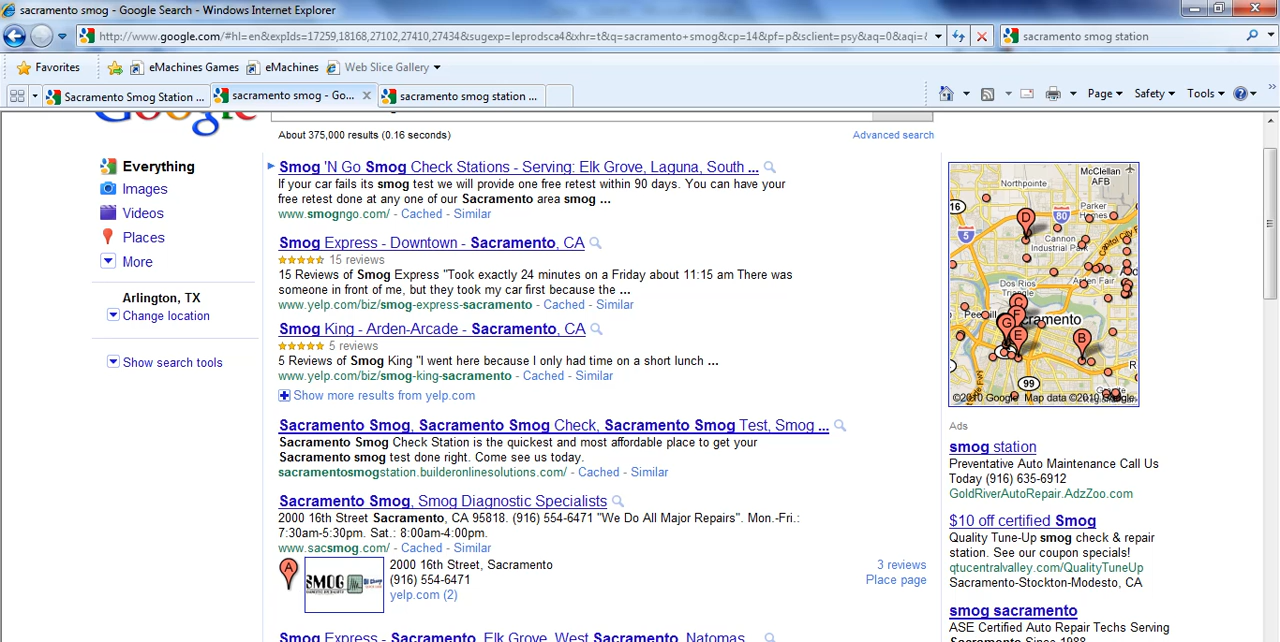 sacramento smog - Google Search - Windows Internet Explorer
http://www.google.com/#hl=en&expIds=17259,18168,27102,27410,27434&sugexp=leprodsca4&xhr=t&q=sacramento+smog&cp=14&pf=p&sclient=psy&aq=0&aqi=
sacramento smog station
Favorites
eMachines Games
eMachines
Web Slice Gallery
Sacramento Smog Station ...
sacramento smog - Go...
sacramento smog station ...
Page
Safety
Tools
Google
About 375,000 results (0.16 seconds)
Advanced search
Everything
Images
Videos
Places
More
Arlington, TX
Change location
Show search tools
Smog 'N Go Smog Check Stations - Serving: Elk Grove, Laguna, South ...
If your car fails its smog test we will provide one free retest within 90 days. You can have your
free retest done at any one of our Sacramento area smog ...
www.smogngo.com/ - Cached - Similar
Smog Express - Downtown - Sacramento, CA
15 reviews
15 Reviews of Smog Express "Took exactly 24 minutes on a Friday about 11:15 am There was
someone in front of me, but they took my car first because the ...
www.yelp.com/biz/smog-express-sacramento - Cached - Similar
Smog King - Arden-Arcade - Sacramento, CA
5 reviews
5 Reviews of Smog King "I went here because I only had time on a short lunch ...
www.yelp.com/biz/smog-king-sacramento - Cached - Similar
Show more results from yelp.com
Sacramento Smog, Sacramento Smog Check, Sacramento Smog Test, Smog ...
Sacramento Smog Check Station is the quickest and most affordable place to get your
Sacramento smog test done right. Come see us today.
sacramentosmogstation.builderonlinesolutions.com/ - Cached - Similar
Sacramento Smog, Smog Diagnostic Specialists
2000 16th Street Sacramento, CA 95818. (916) 554-6471 "We Do All Major Repairs". Mon.-Fri.:
7:30am-5:30pm. Sat.: 8:00am-4:00pm.
www.sacsmog.com/ - Cached - Similar
A
SMOG
2000 16th Street, Sacramento
(916) 554-6471
yelp.com (2)
3 reviews
Place page
Smog Express - Sacramento, Elk Grove, West Sacramento, Natomas
McClellan
AFB
Northpointe
16
D
80
Parker
5
Cannon
Industrial Park
Capitol City
Arden Fair
Dos Rios
Triangle
C
F
G
E
B
99
©2010 Google Map data ©2010 Google
Ads
smog station
Preventative Auto Maintenance Call Us
Today (916) 635-6912
GoldRiverAutoRepair.AdzZoo.com
$10 off certified Smog
Quality Tune-Up smog check & repair
station. See our coupon specials!
qtucentralvalley.com/QualityTuneUp
Sacramento-Stockton-Modesto, CA
smog sacramento
ASE Certified Auto Repair Techs Serving
Sacramento Since 1988